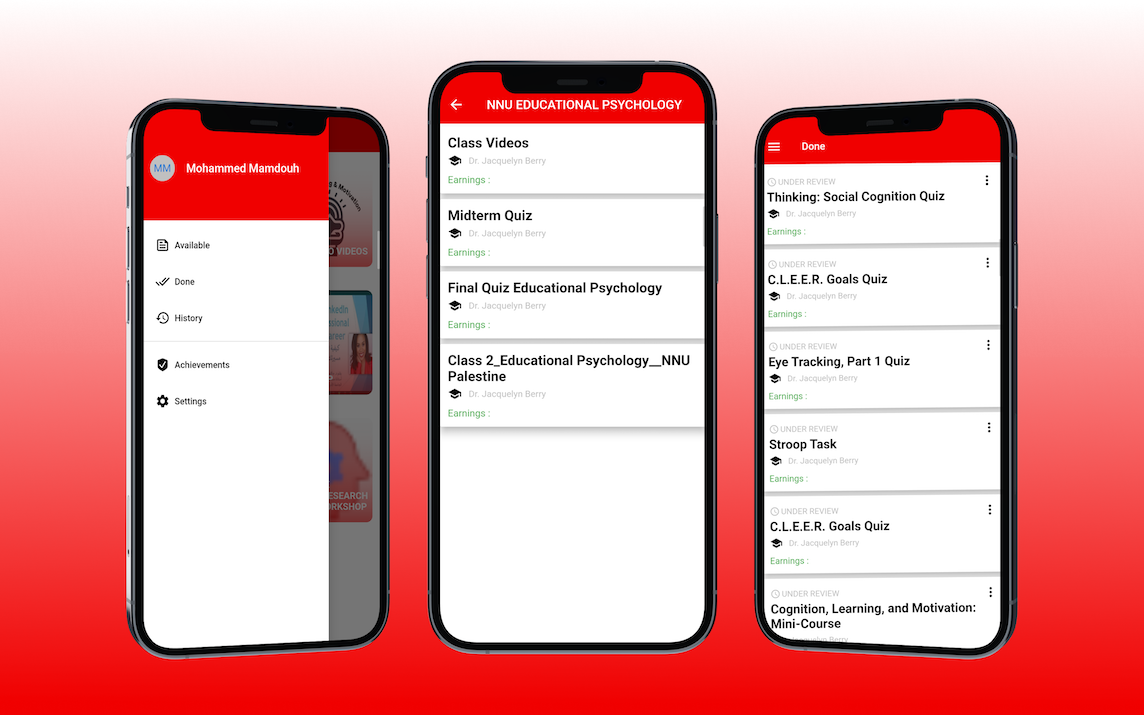 MM
Mohammed Mamdouh
Available
Done
History
Achievements
Settings
& Motivation
VIDEOS
RESEARCH
WORKSHOP
NNU EDUCATIONAL PSYCHOLOGY
Class Videos
Dr. Jacquelyn Berry
Earnings :
Midterm Quiz
Dr. Jacquelyn Berry
Earnings :
Final Quiz Educational Psychology
Dr. Jacquelyn Berry
Earnings :
Class 2_Educational Psychology__NNU
Palestine
Dr. Jacquelyn Berry
Earnings :
Done
UNDER REVIEW
Thinking: Social Cognition Quiz
Dr. Jacquelyn Berry
Earnings :
UNDER REVIEW
C.L.E.E.R. Goals Quiz
Dr. Jacquelyn Berry
Earnings :
UNDER REVIEW
Eye Tracking, Part 1 Quiz
Dr. Jacquelyn Berry
Earnings :
UNDER REVIEW
Stroop Task
Dr. Jacquelyn Berry
Earnings :
UNDER REVIEW
C.L.E.E.R. Goals Quiz
Dr. Jacquelyn Berry
Earnings :
UNDER REVIEW
Cognition, Learning, and Motivation:
Mini-Course
Jacquelyn Berry